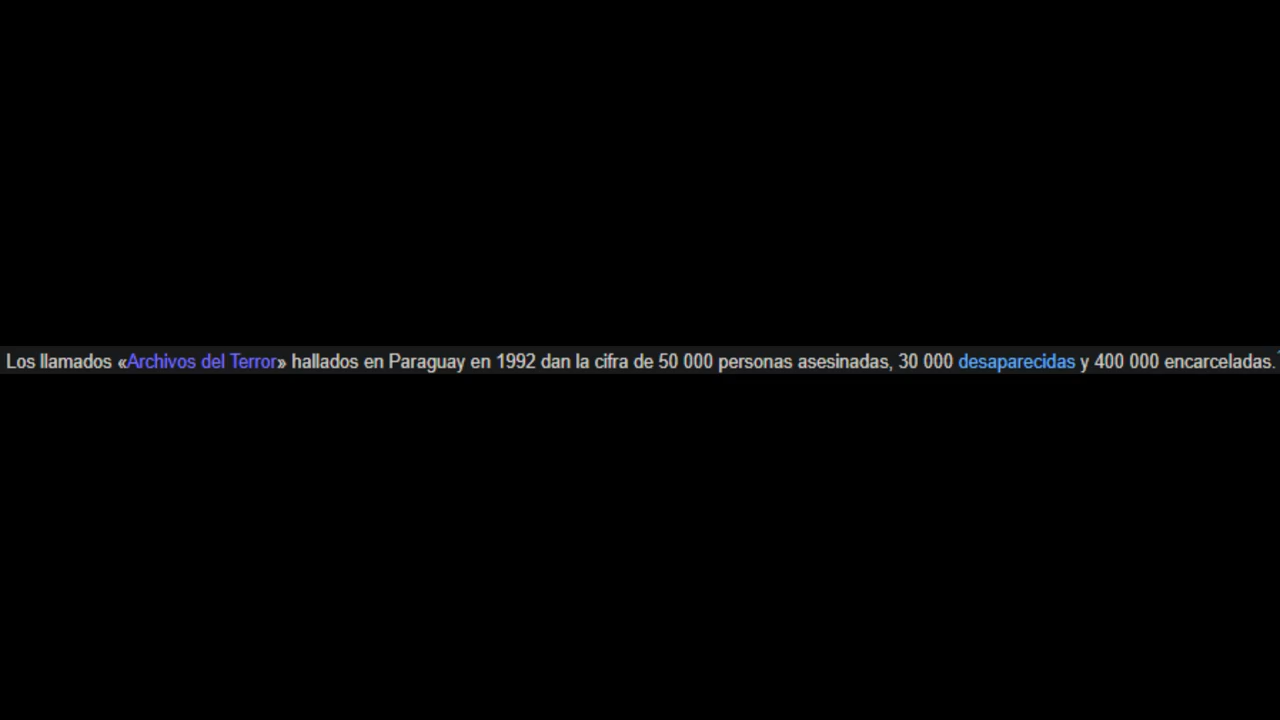 Los llamados «Archivos del Terror» hallados en Paraguay en 1992 dan la cifra de 50 000 personas asesinadas, 30 000 desaparecidas y 400 000 encarceladas.